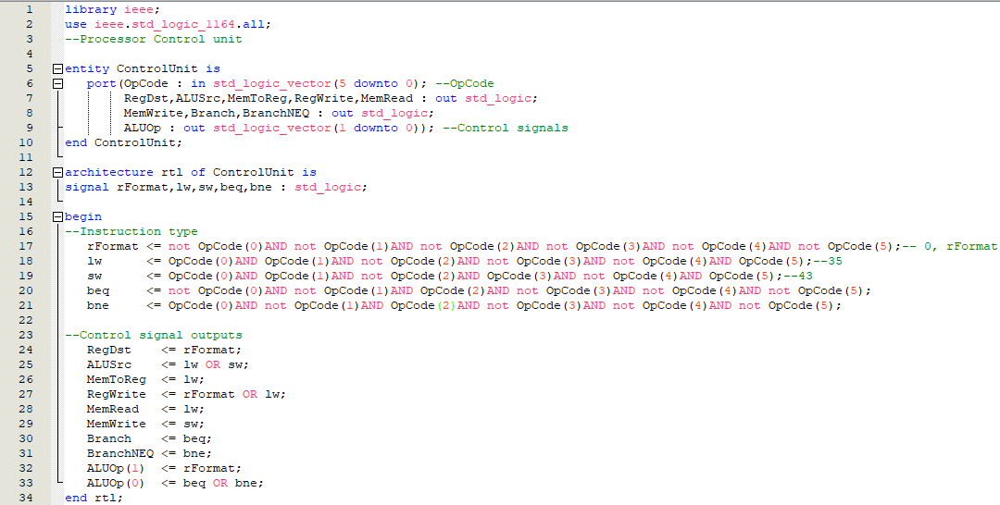 1 library ieee;
2 use ieee.std_logic_1164.all;
3 --Processor Control unit
4
5 entity ControlUnit is
6 port(OpCode : in std_logic_vector(5 downto 0); --OpCode
7 RegDst,ALUSrc,MemToReg,RegWrite,MemRead : out std_logic;
8 MemWrite,Branch,BranchNEQ : out std_logic;
9 ALUOp : out std_logic_vector(1 downto 0)); --Control signals
10 end ControlUnit;
11
12 architecture rtl of ControlUnit is
13 signal rFormat,lw,sw,beq,bne : std_logic;
14
15 begin
16 --Instruction type
17 rFormat <= not OpCode(0)AND not OpCode(1)AND not OpCode(2)AND not OpCode(3)AND not OpCode(4)AND not OpCode(5);-- 0, rFormat
18 lw <= OpCode(0)AND OpCode(1)AND not OpCode(2)AND not OpCode(3)AND not OpCode(4)AND OpCode(5);--35
19 sw <= OpCode(0)AND OpCode(1)AND not OpCode(2)AND OpCode(3)AND not OpCode(4)AND OpCode(5);--43
20 beq <= not OpCode(0)AND not OpCode(1)AND OpCode(2)AND not OpCode(3)AND not OpCode(4)AND not OpCode(5);
21 bne <= OpCode(0)AND not OpCode(1)AND OpCode(2)AND not OpCode(3)AND not OpCode(4)AND not OpCode(5);
22
23 --Control signal outputs
24 RegDst <= rFormat;
25 ALUSrc <= lw OR sw;
26 MemToReg <= lw;
27 RegWrite <= rFormat OR lw;
28 MemRead <= lw;
29 MemWrite <= sw;
30 Branch <= beq;
31 BranchNEQ <= bne;
32 ALUOp(1) <= rFormat;
33 ALUOp(0) <= beq OR bne;
34 end rtl;